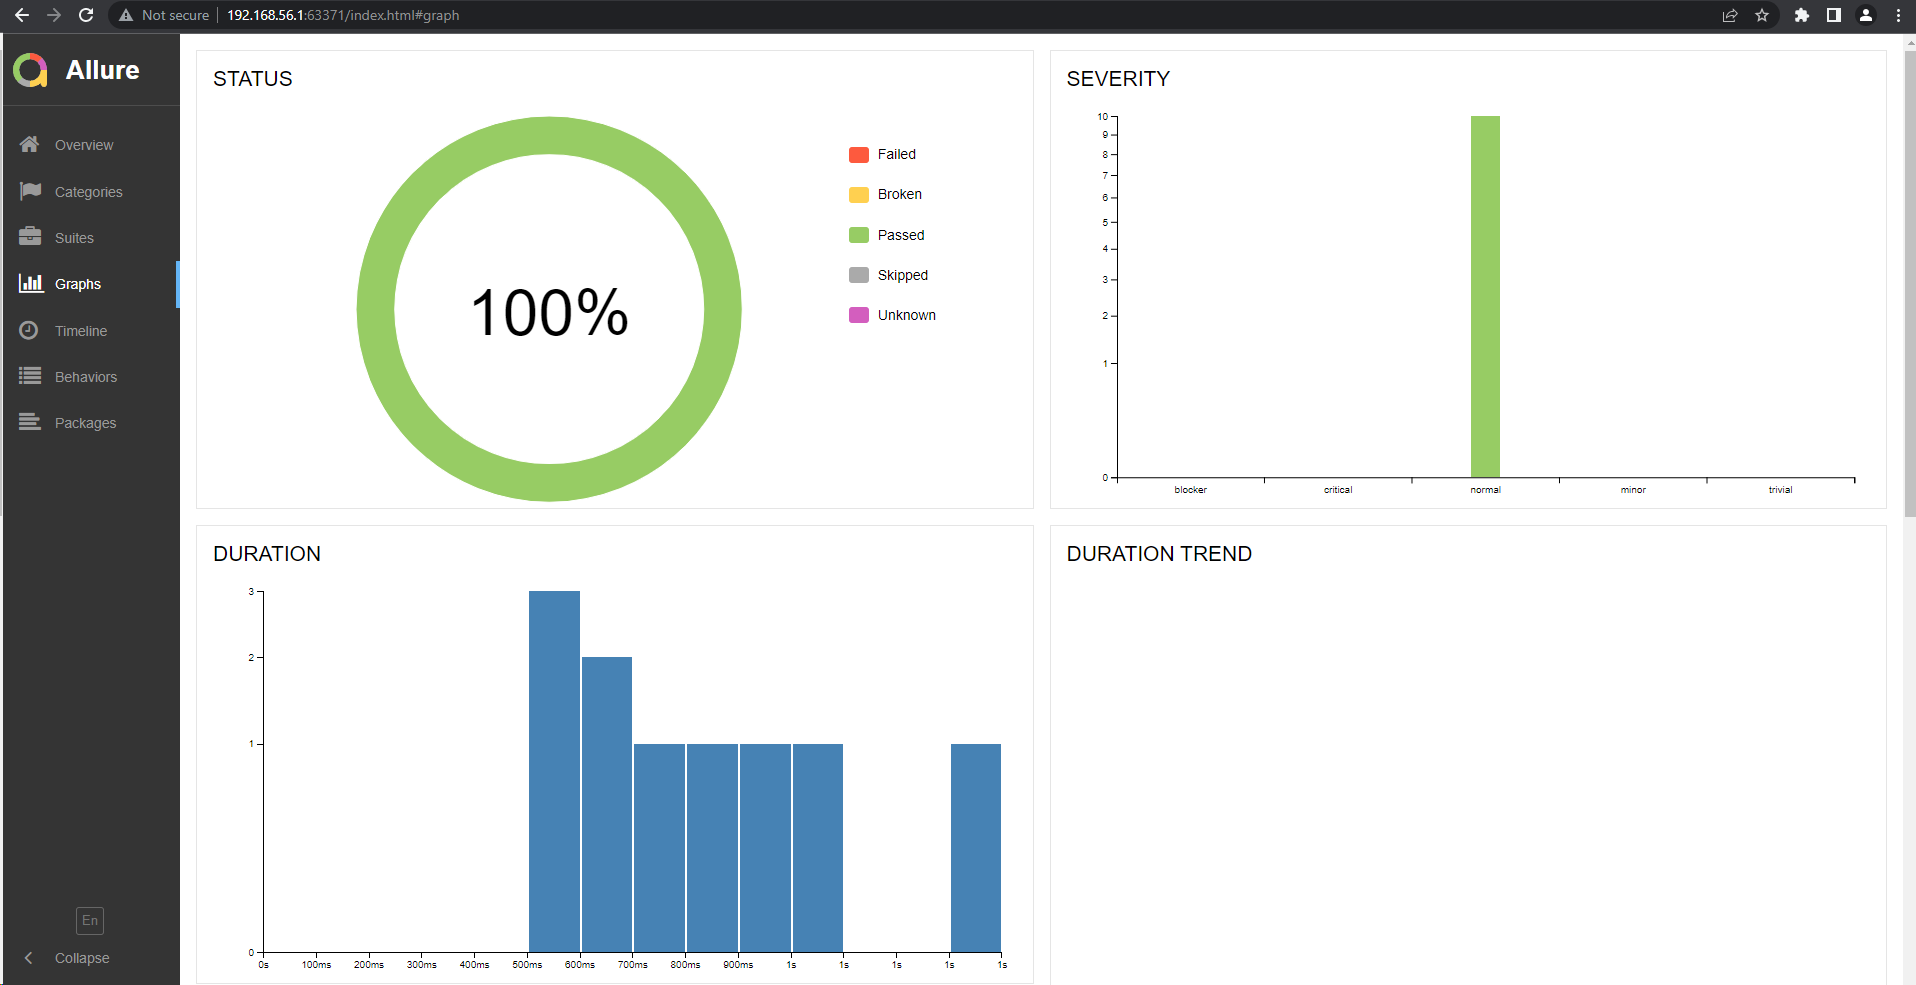 Not secure 192.168.56.1:63371/index.html#graph
Allure
Overview
Categories
Suites
Graphs
Timeline
Behaviors
Packages
En
Collapse
STATUS
100%
Failed
Broken
Passed
Skipped
Unknown
SEVERITY
10
9
8
7
6
5
4
3
2
1
0
blocker critical normal minor trivial
DURATION
3
2
1
0
0s 100ms 200ms 300ms 400ms 500ms 600ms 700ms 800ms 900ms 1s 1s 1s 1s 1s
DURATION TREND